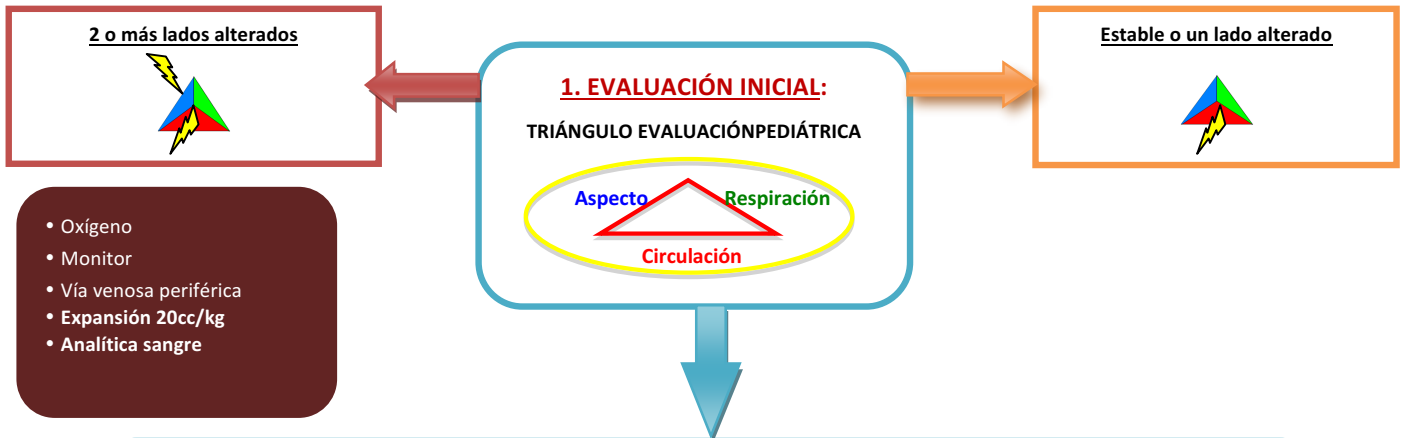 2 o más lados alterados
1. EVALUACIÓN INICIAL:
TRIÁNGULO EVALUACIÓNPEDIÁTRICA
Aspecto
Respiración
Circulación
Estable o un lado alterado
• Oxígeno
• Monitor
• Vía venosa periférica
• Expansión 20cc/kg
• Analítica sangre